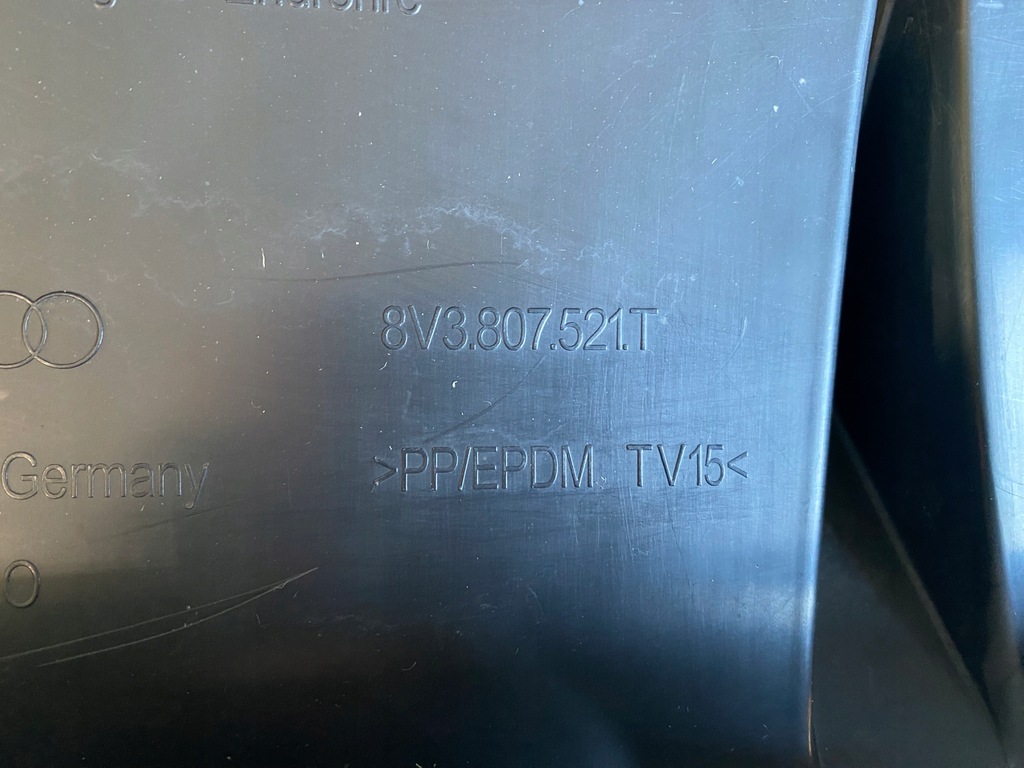 8V3.807.521.T
Germany
>PP/EPDM TV15<
O